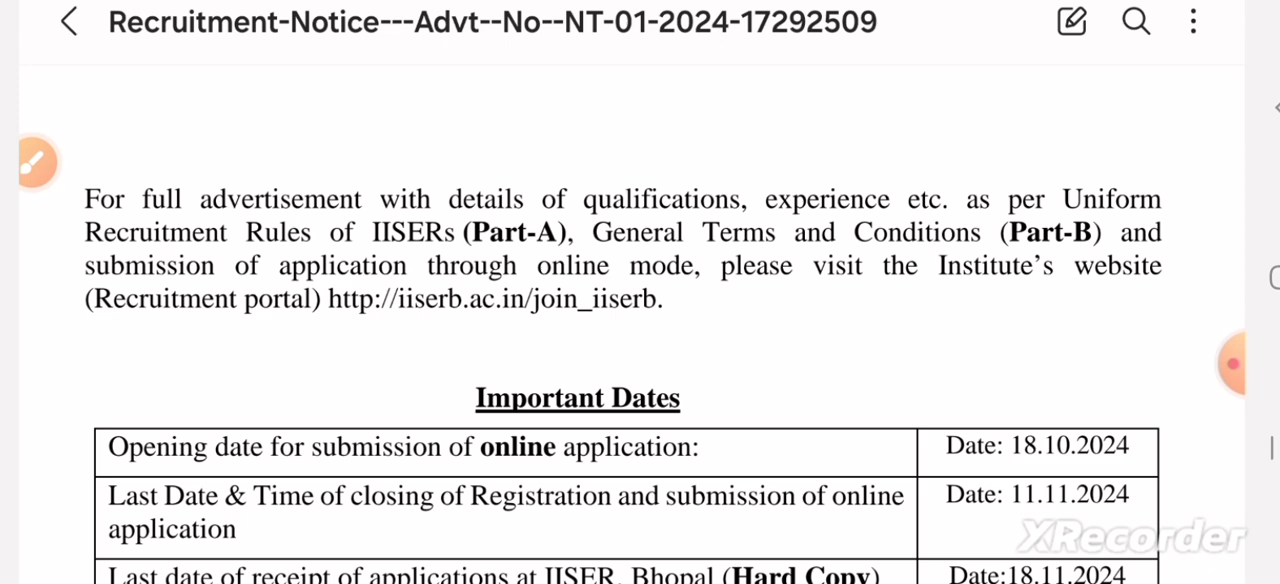 Recruitment-Notice---Advt--No--NT-01-2024-17292509
For full advertisement with details of qualifications, experience etc. as per Uniform
Recruitment Rules of IISERs (Part-A), General Terms and Conditions (Part-B) and
submission of application through online mode, please visit the Institute's website
(Recruitment portal) http://iiserb.ac.in/join_iiserb.
Important Dates
Opening date for submission of online application: Date: 18.10.2024
Last Date & Time of closing of Registration and submission of online Date: 11.11.2024
application
XRecorder
Last date of receipt of applications at IISER, Bhopal (Hard Copy) Date:18.11.2024